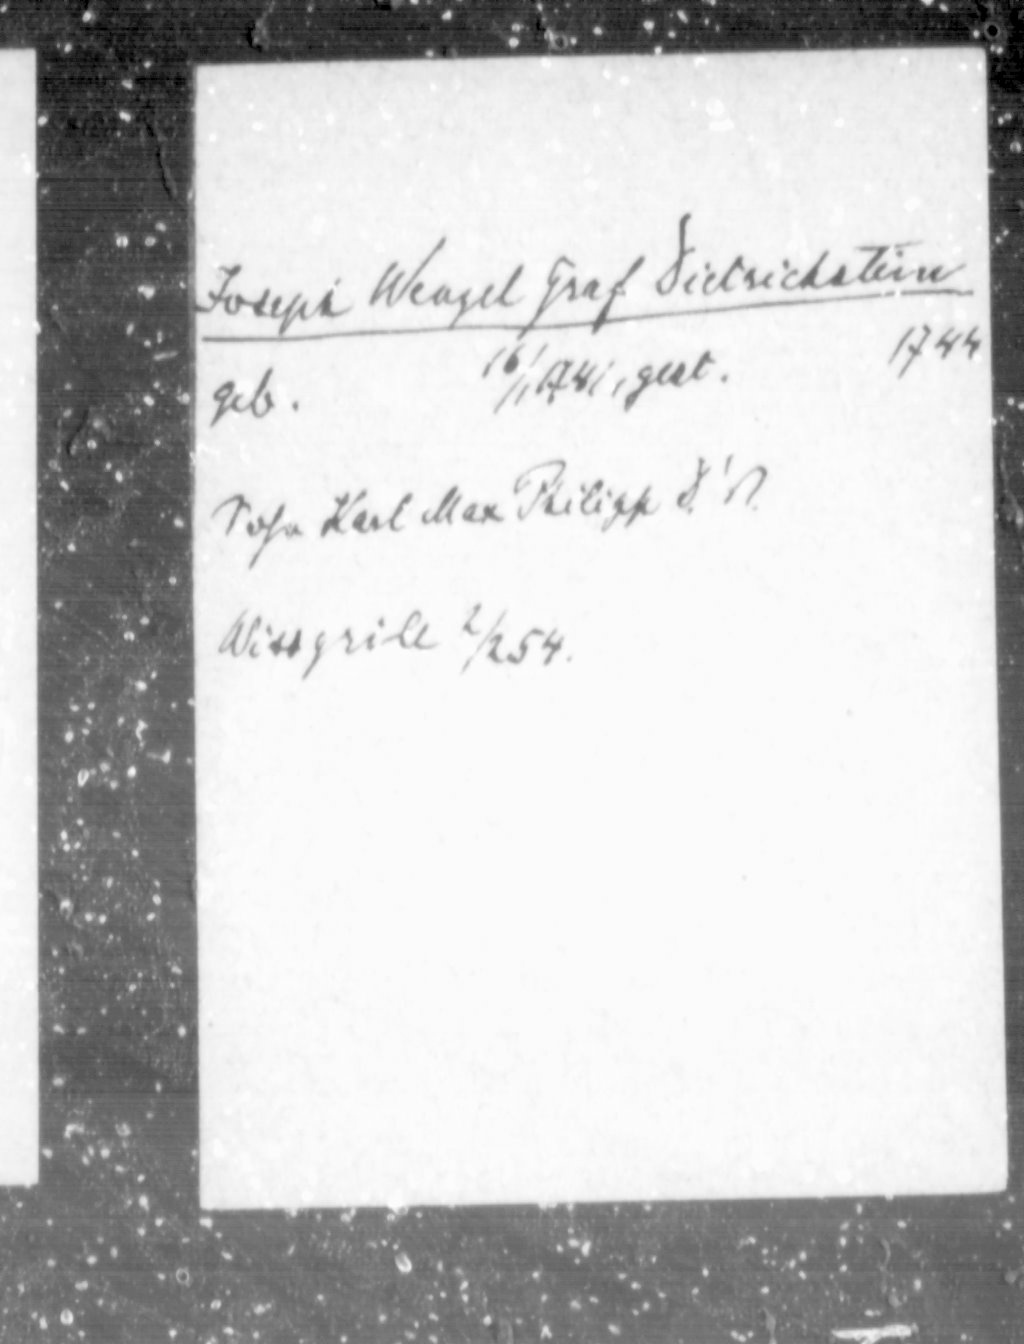 Joseph Wenzel Graf Dietrichstein
geb. 16/1 1741, gest. 1744
Sohn Karl Max Philipp D's.
Wissgrill 2/254.